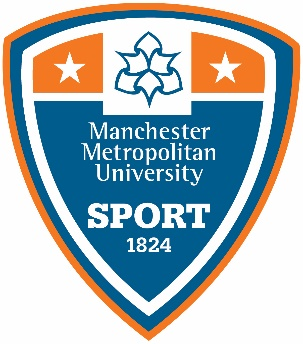 Manchester
Metropolitan
University
SPORT
1824